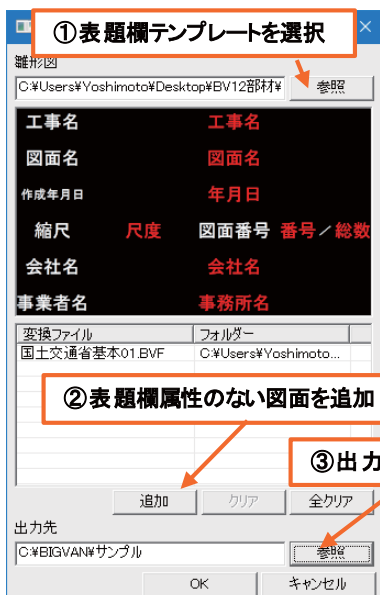 ①表題欄テンプレートを選択
雛形図
C:¥Users¥Yoshimoto¥Desktop¥BV12部材¥ 参照
工事名 工事名
図面名 図面名
作成年月日 年月日
縮尺 尺度 図面番号 番号／総数
会社名 会社名
事業者名 事務所名
変換ファイル フォルダー
国土交通省基本01.BVF C:¥Users¥Yoshimoto...
②表題欄属性のない図面を追加
③出力
追加 クリア 全クリア
出力先
C:¥BIGVAN¥サンプル 参照
OK キャンセル